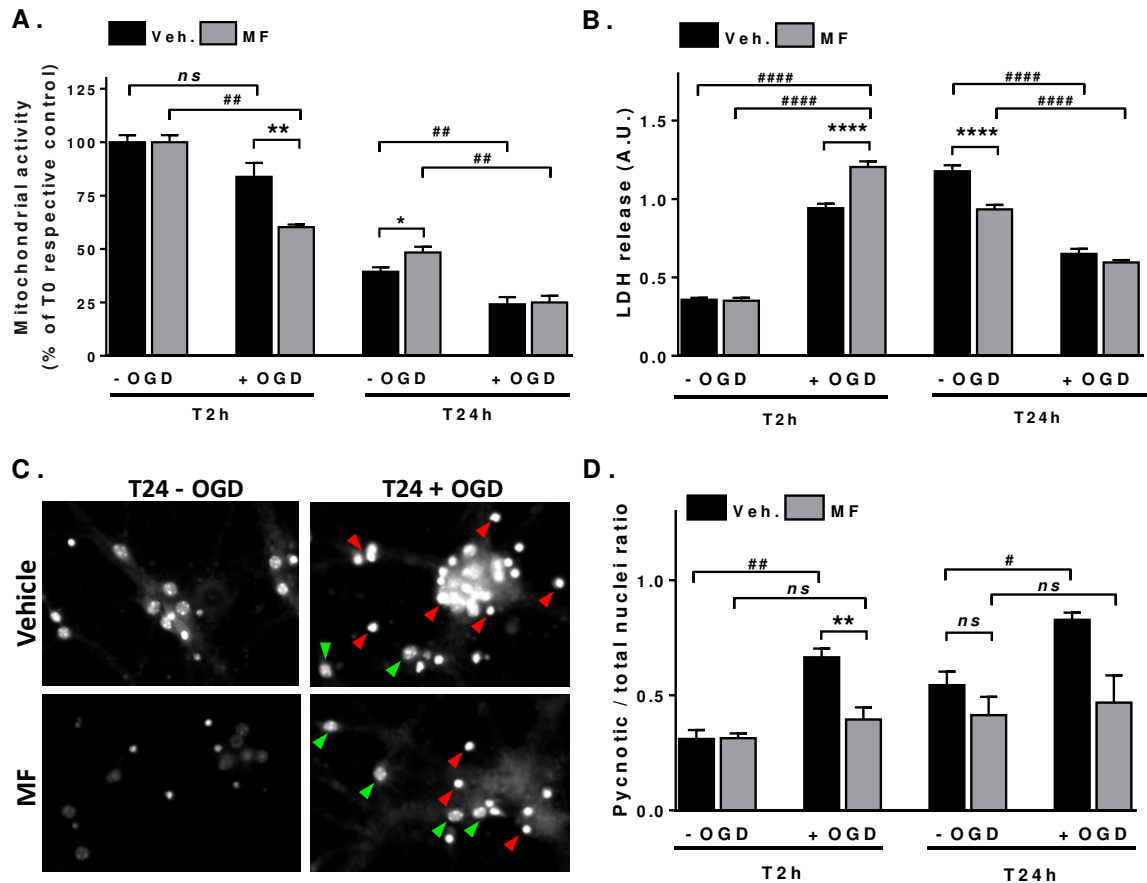 A.
Veh. MF
Mitochondrial activity
(% of T0 respective control)
125
100
75
50
25
0
ns
##
**
##
##
*
- OGD + OGD - OGD + OGD
T2h T24h
B.
Veh. MF
LDH release (A.U.)
1.5
1.0
0.5
0.0
####
####
****
####
####
****
- OGD + OGD - OGD + OGD
T2h T24h
C.
T24 - OGD T24 + OGD
Vehicle
MF
D.
Veh. MF
Pycnotic / total nuclei ratio
1.0
0.5
0.0
##
ns
**
#
ns
ns
- OGD + OGD - OGD + OGD
T2h T24h